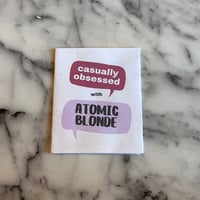 casually
obsessed
with
ATOMIC
BLONDE